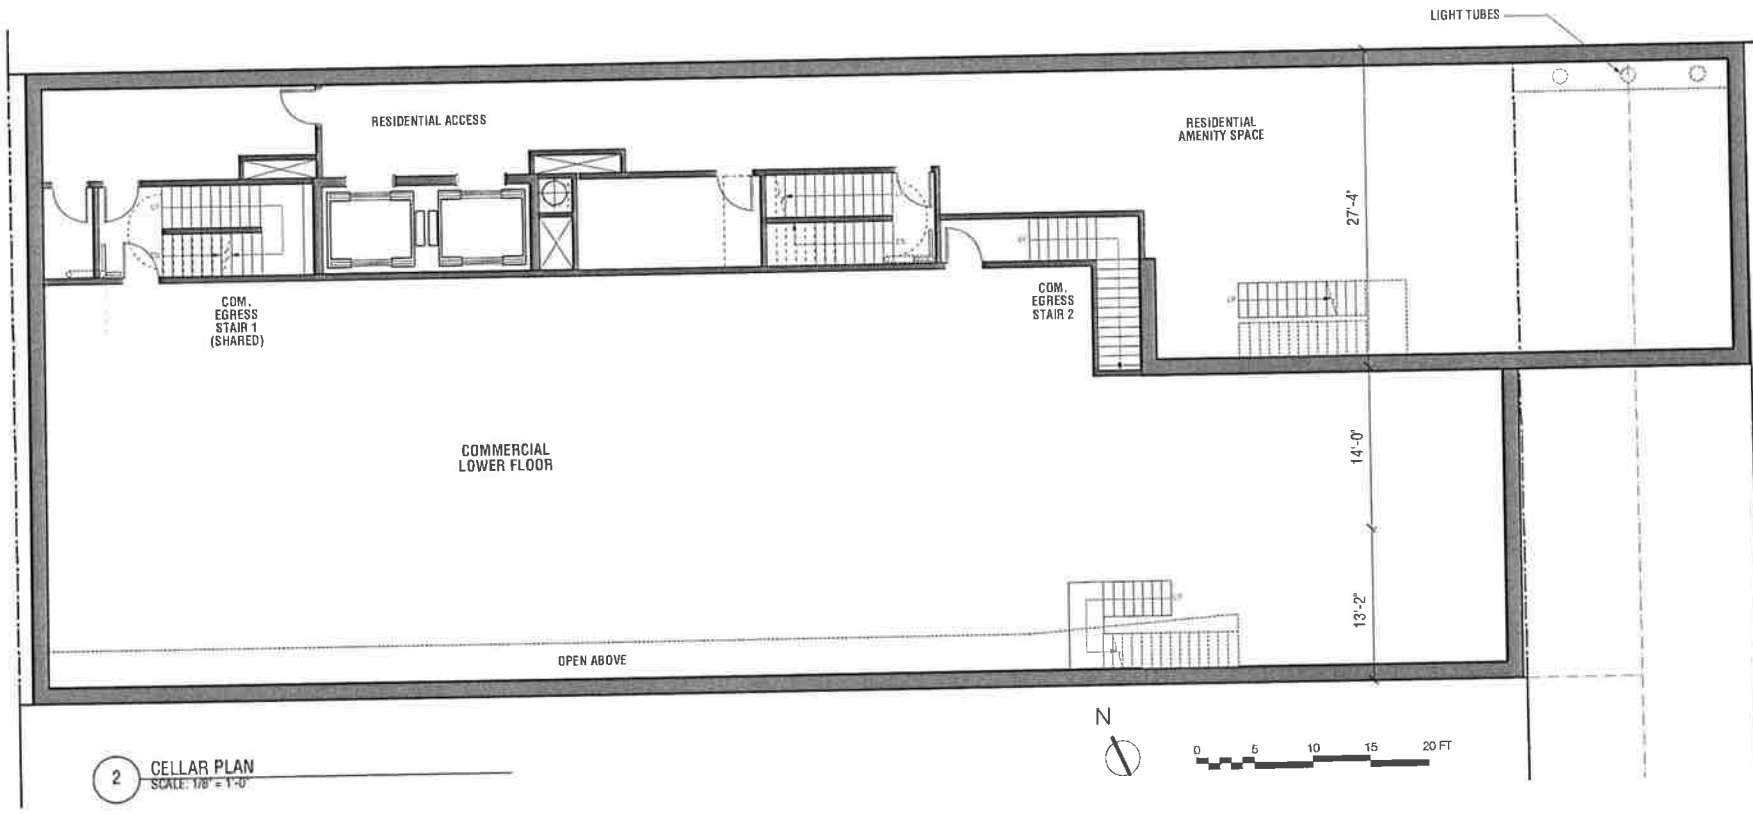 LIGHT TUBES
RESIDENTIAL ACCESS
RESIDENTIAL
AMENITY SPACE
27'-4"
COM.
EGRESS
STAIR 1
(SHARED)
COM.
EGRESS
STAIR 2
COMMERCIAL
LOWER FLOOR
14'-0"
13'-2"
OPEN ABOVE
N
0 5 10 15 20 FT
2
CELLAR PLAN
SCALE: 1/8" = 1'-0"